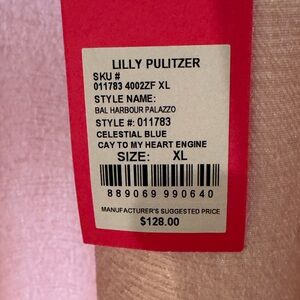 LILLY PULITZER
SKU #
011783 4002ZF XL
STYLE NAME:
BAL HARBOUR PALAZZO
STYLE #: 011783
CELESTIAL BLUE
CAY TO MY HEART ENGINE
SIZE: XL
889069 990640
MANUFACTURER'S SUGGESTED PRICE
$128.00